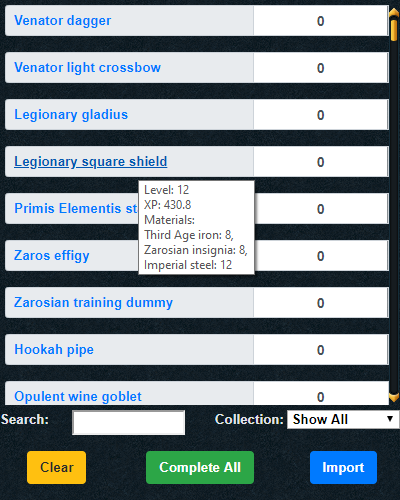 Venator dagger 0
Venator light crossbow 0
Legionary gladius 0
Legionary square shield 0
Level: 12
XP: 430.8
Materials:
Third Age iron: 8,
Zarosian insignia: 8,
Imperial steel: 12
Primis Elementis st 0
Zaros effigy 0
Zarosian training dummy 0
Hookah pipe 0
Opulent wine goblet 0
Search: Collection: Show All
Clear Complete All Import